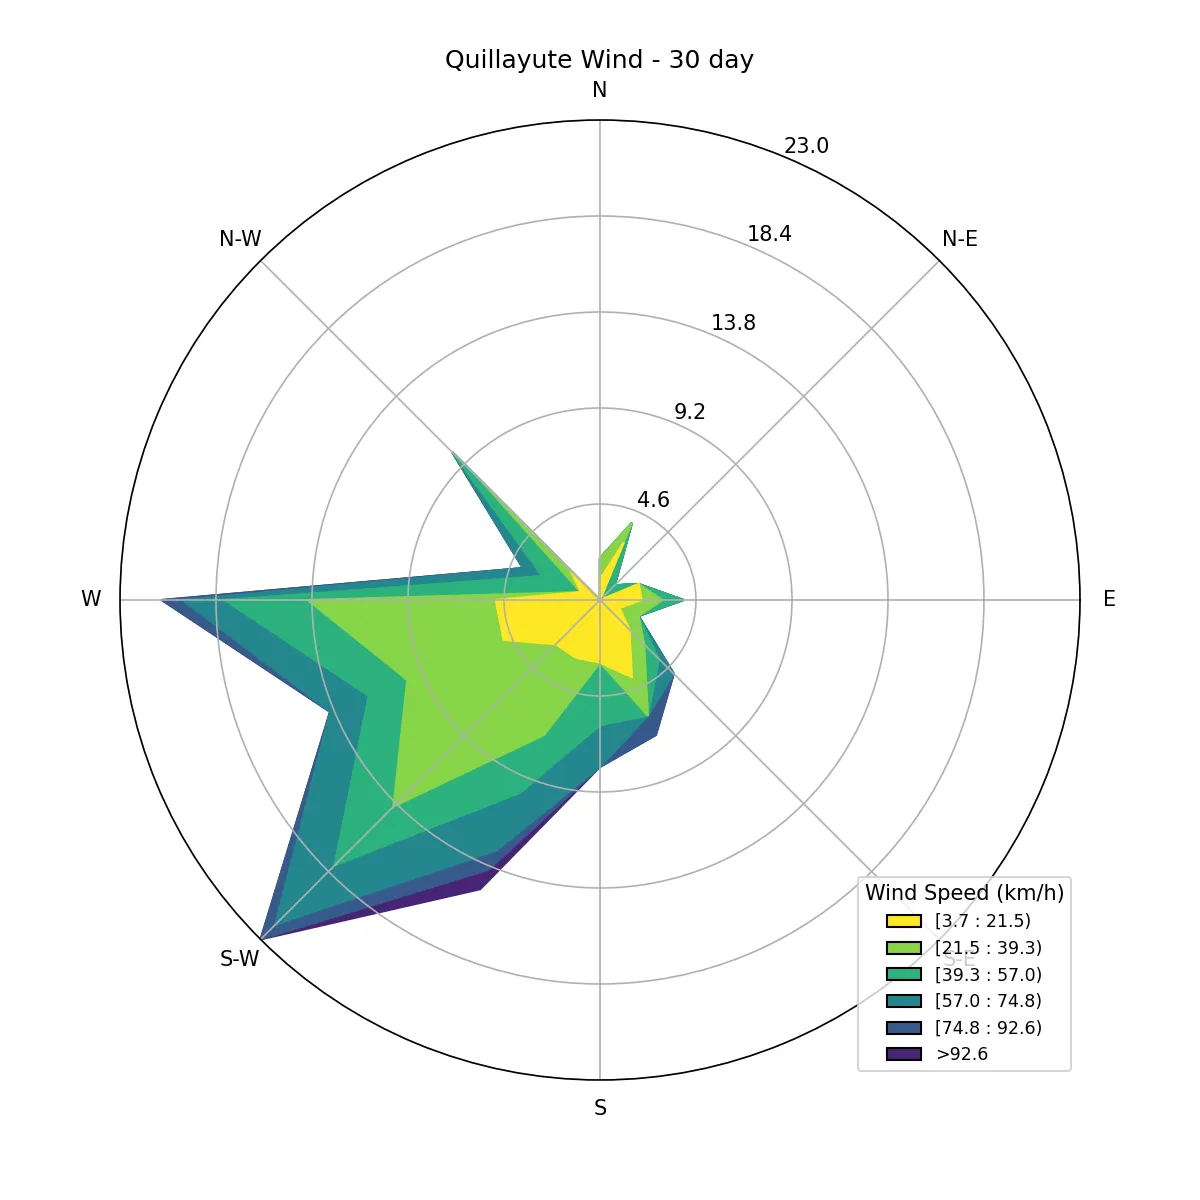 Quillayute Wind - 30 day
N
23.0
N-W
N-E
18.4
13.8
9.2
4.6
W
E
S-W
S-E
S
Wind Speed (km/h)
[3.7 : 21.5)
[21.5 : 39.3)
[39.3 : 57.0)
[57.0 : 74.8)
[74.8 : 92.6)
>92.6